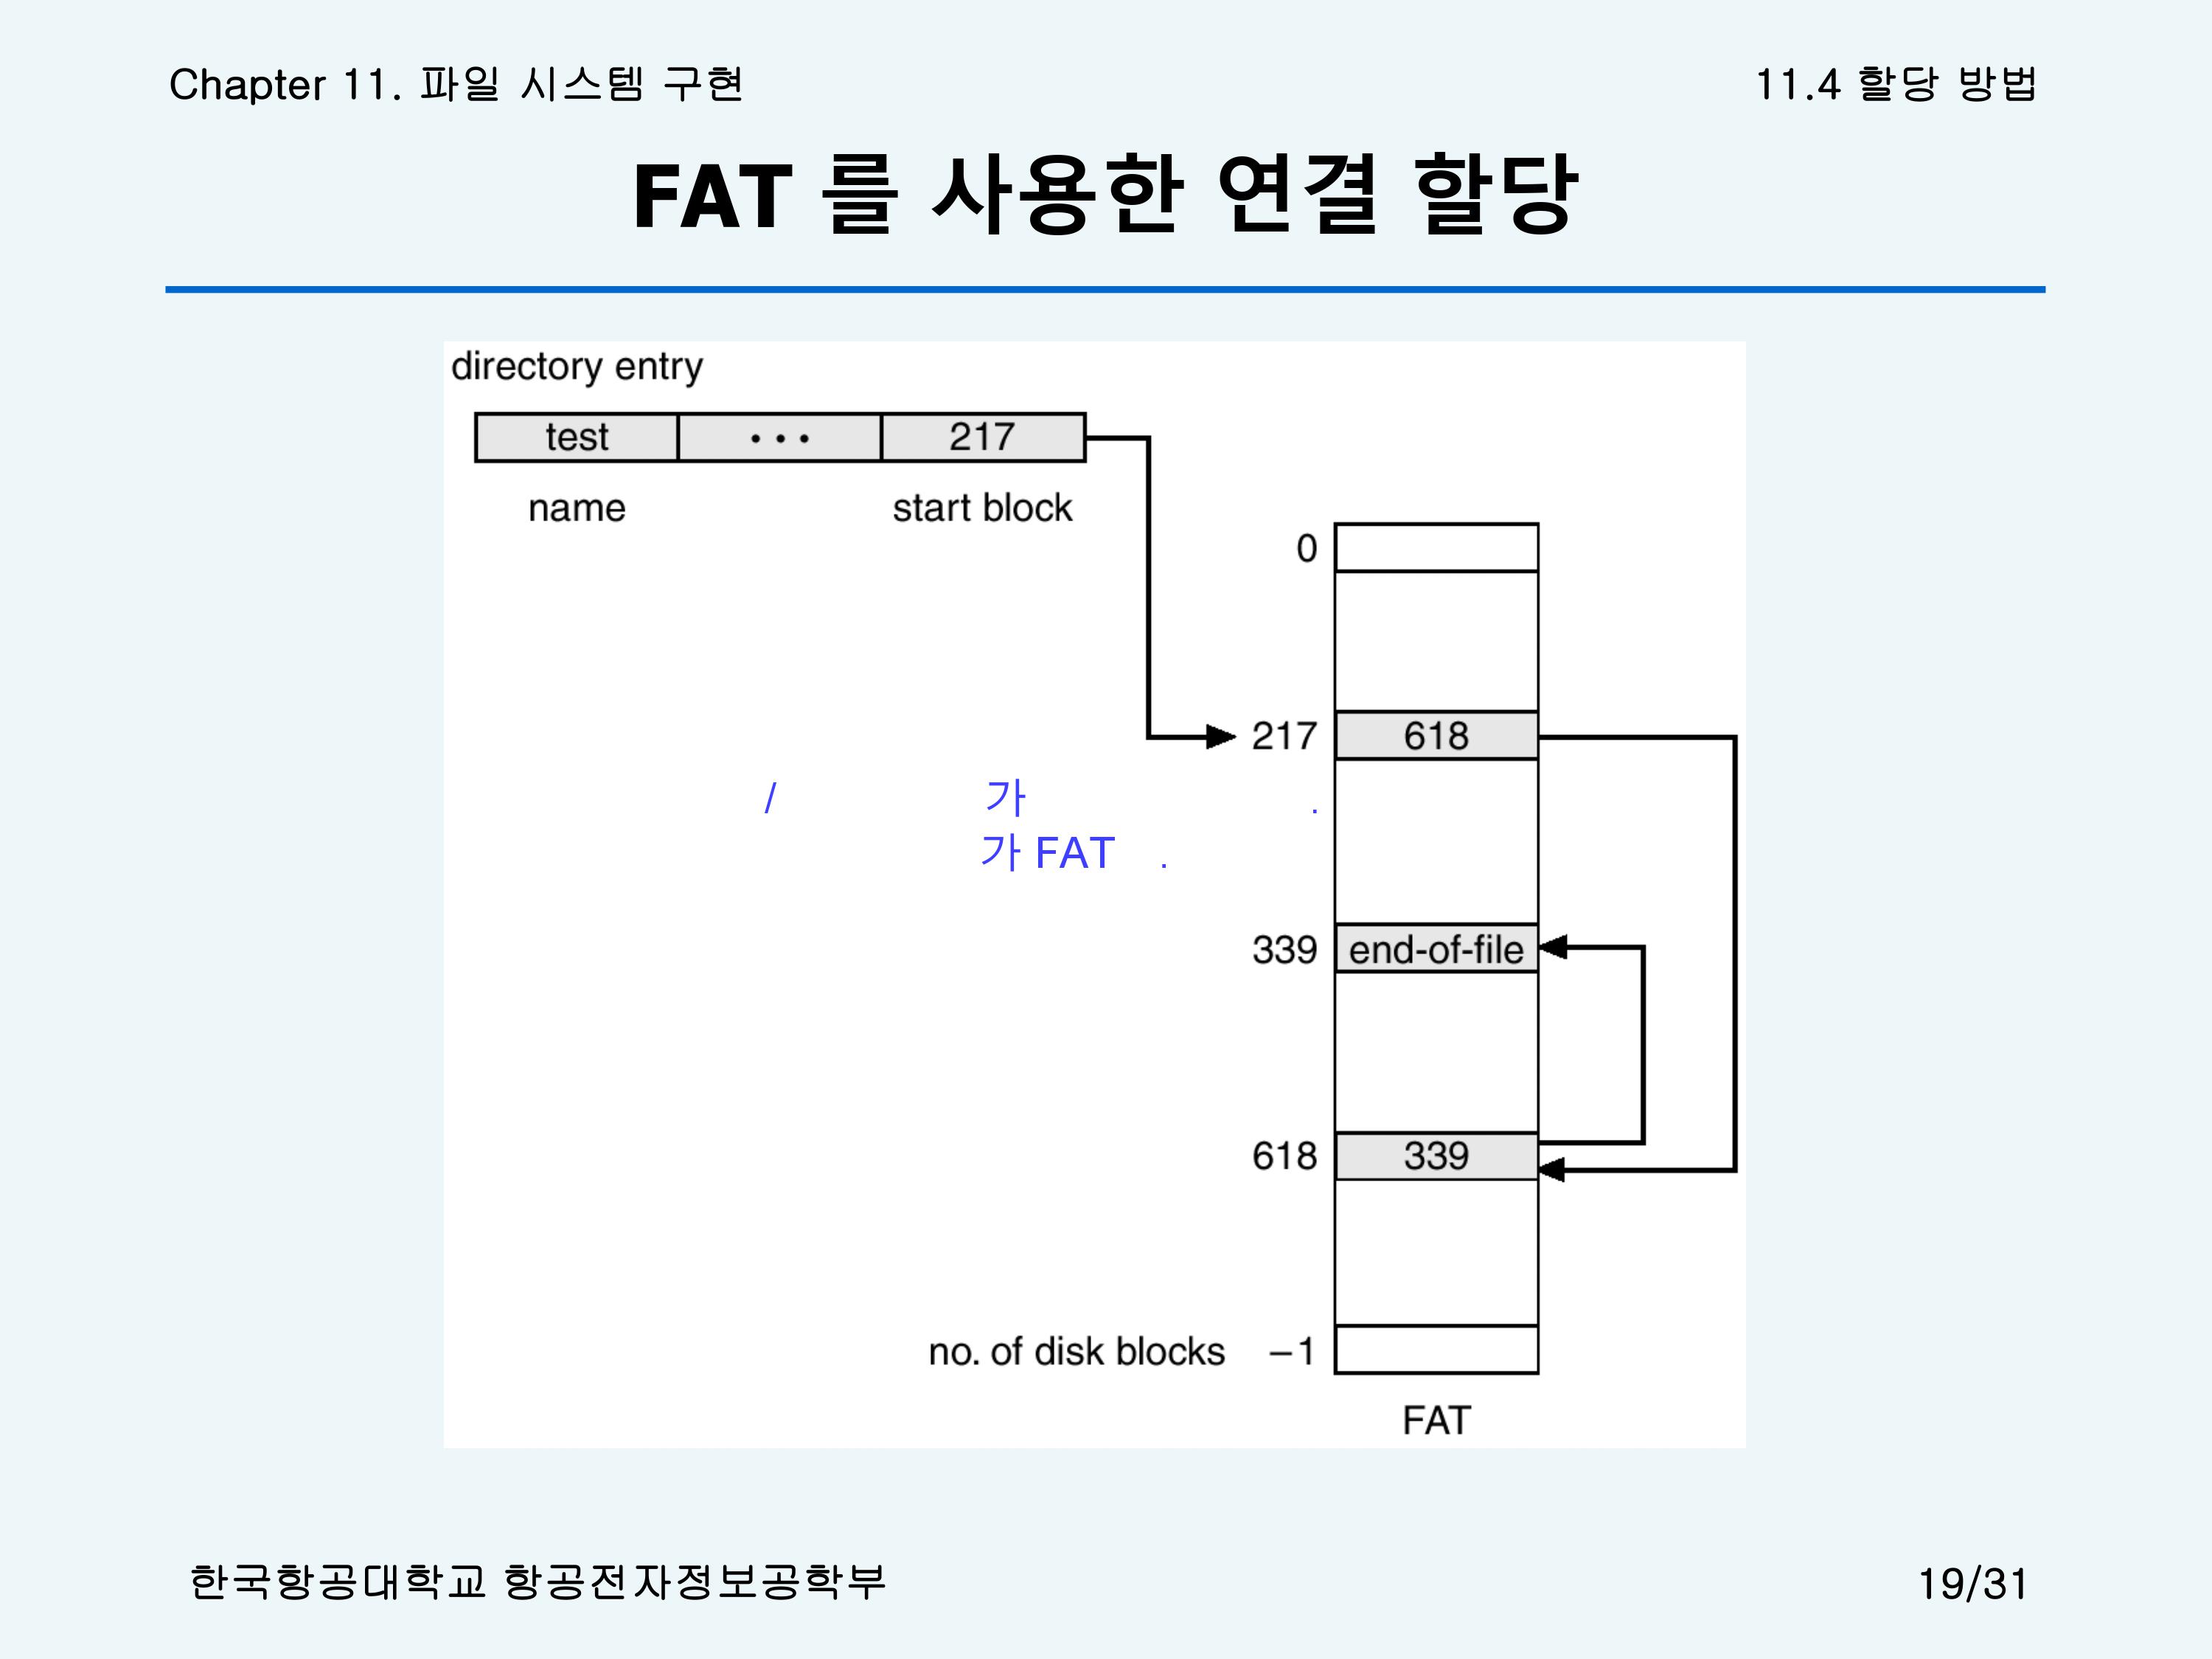 Chapter 11. 파일 시스템 구현
11.4 할당 방법
FAT 를 사용한 연결 할당
directory entry
test ••• 217
name start block
0
217 618
/ 가 .
가 FAT .
339 end-of-file
618 339
no. of disk blocks –1
FAT
한국항공대학교 항공전자정보공학부
19/31